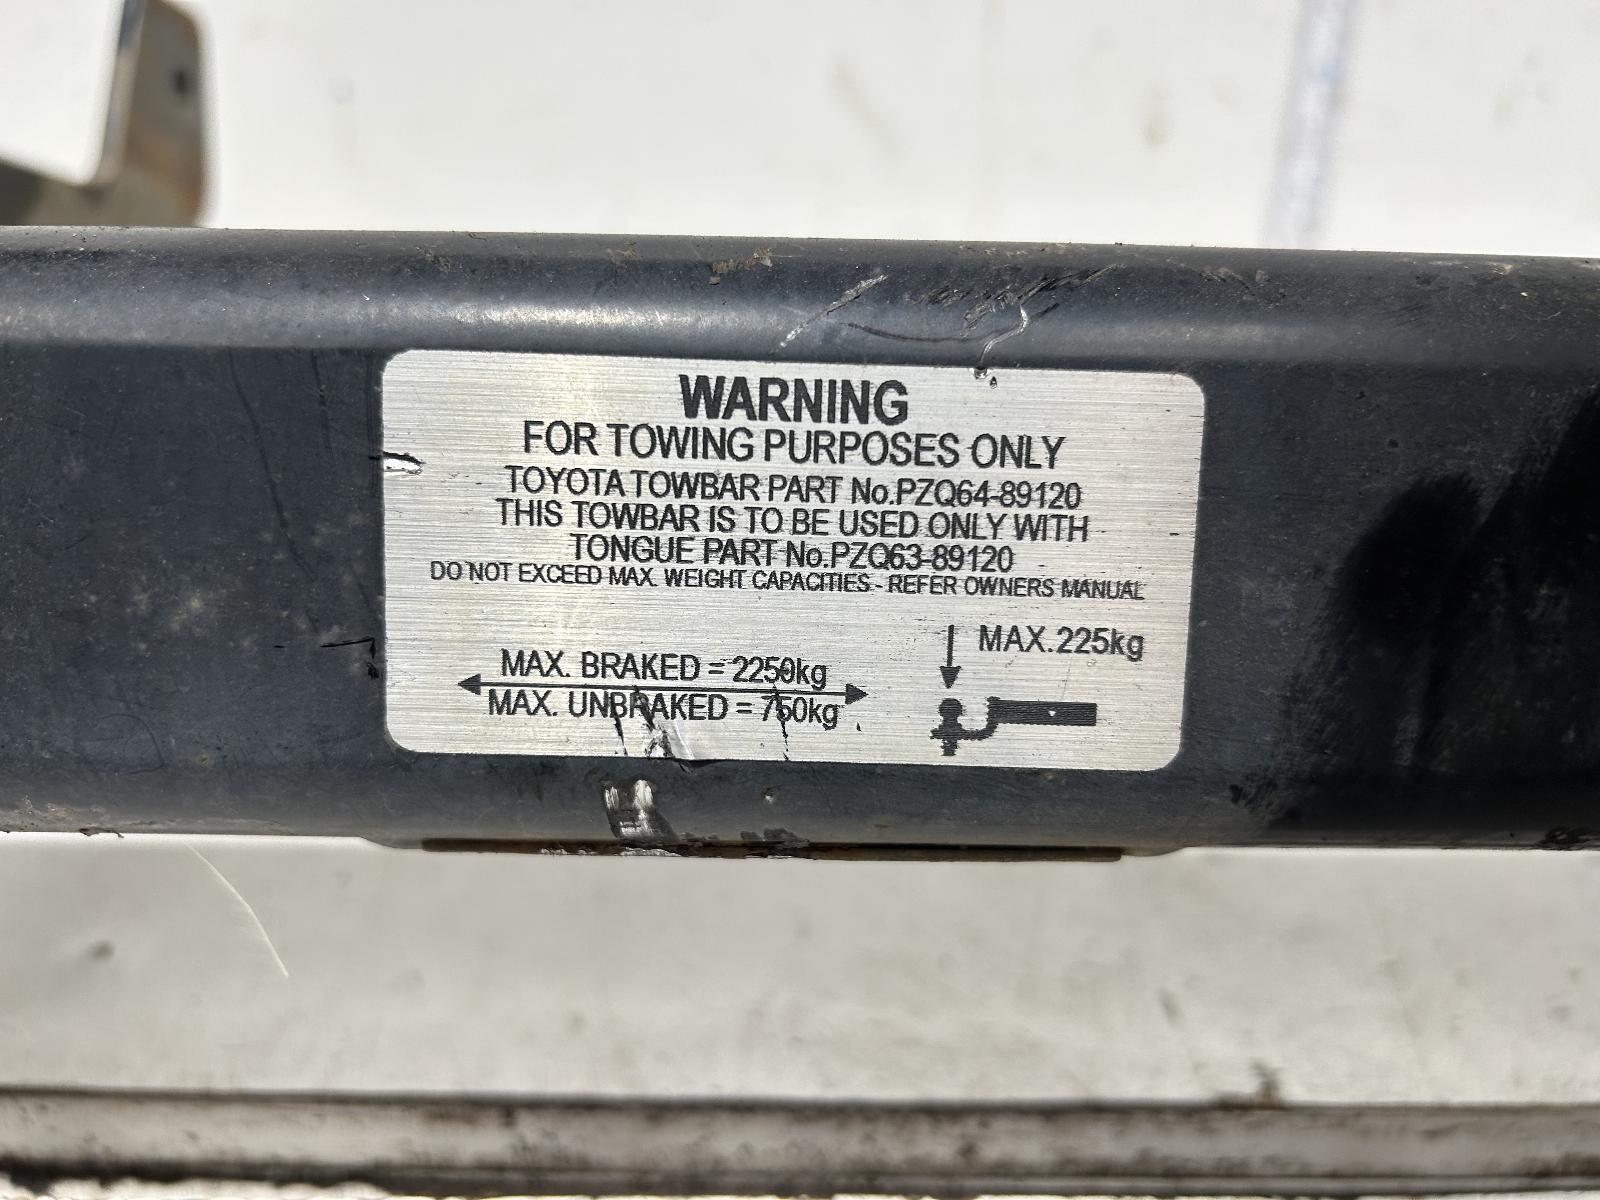 WARNING
FOR TOWING PURPOSES ONLY
TOYOTA TOWBAR PART No.PZQ64-89120
THIS TOWBAR IS TO BE USED ONLY WITH
TONGUE PART No.PZQ63-89120
DO NOT EXCEED MAX. WEIGHT CAPACITIES - REFER OWNERS MANUAL
MAX. 225kg
MAX. BRAKED = 2250kg
MAX. UNBRAKED = 750kg